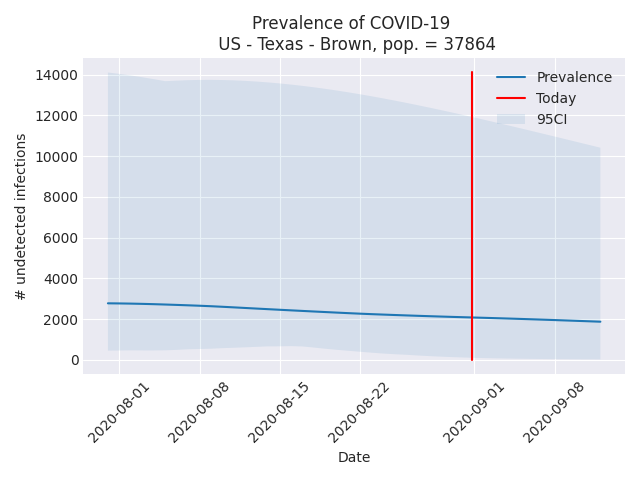 Prevalence of COVID-19
US - Texas - Brown, pop. = 37864
Prevalence
Today
95CI
# undetected infections
14000
12000
10000
8000
6000
4000
2000
0
2020-08-01
2020-08-08
2020-08-15
2020-08-22
2020-09-01
2020-09-08
Date